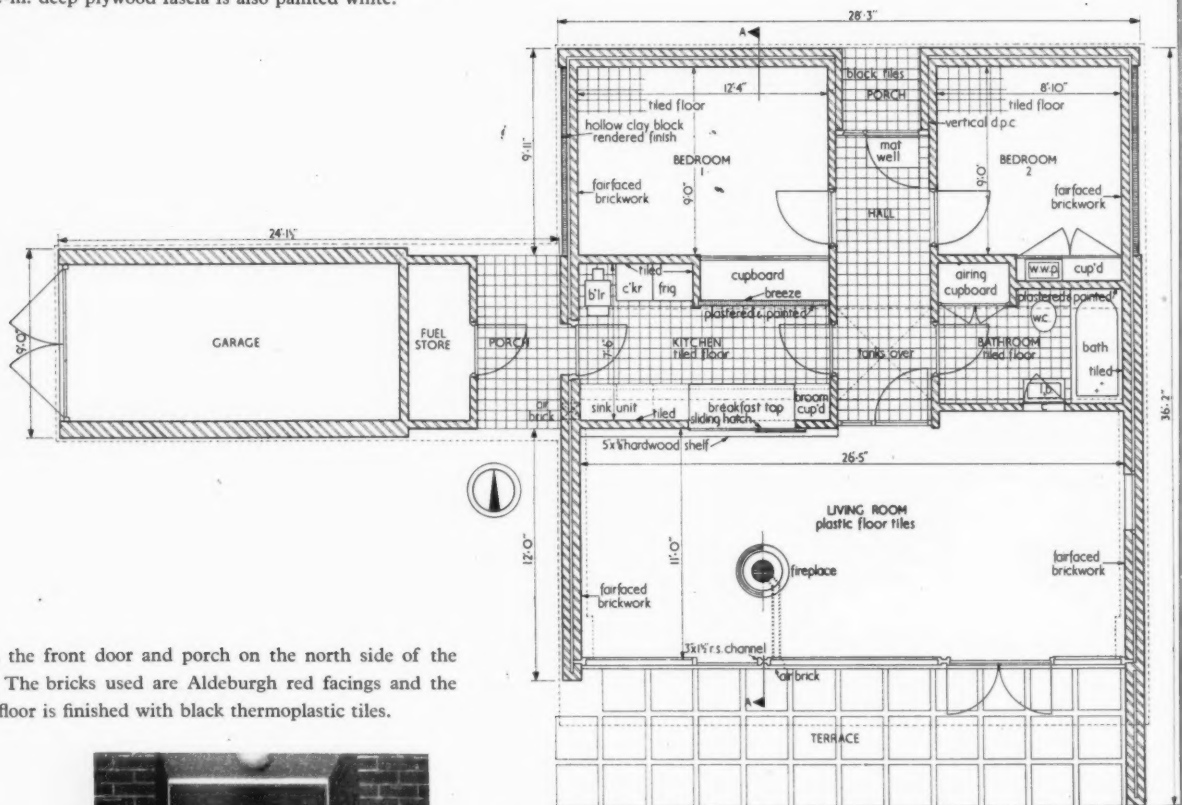 -in. deep plywood fascia is also painted white.
28'·3"
A
black tiles
PORCH
12'·4"
8'·10"
tiled floor
tiled floor
hollow clay block
rendered finish
vertical d.p.c
9'·11"
mat
well
BEDROOM
1
BEDROOM
2
9'·0"
9'·0"
fairfaced
brickwork
fairfaced
brickwork
HALL
24'·1½"
tiled
c'kr
frig
b'lr
cupboard
breeze
plastered & painted
airing
cupboard
w.w.p.
cup'd
plastered & painted
w.c.
9'·0"
GARAGE
FUEL
STORE
PORCH
7'·6"
KITCHEN
tiled floor
tanks over
BATHROOM
tiled floor
bath
tiled
36'·2"
air
brick
sink unit
tiled
breakfast top
sliding hatch
broom
cup'd
l.b.
c
5"x⅞"hardwood shelf
26'·5"
LIVING ROOM
plastic floor tiles
12'·0"
11'·0"
fireplace
fairfaced
brickwork
fairfaced
brickwork
3"x1½"r.s. channel
air brick
A
TERRACE
the front door and porch on the north side of the
The bricks used are Aldeburgh red facings and the
floor is finished with black thermoplastic tiles.